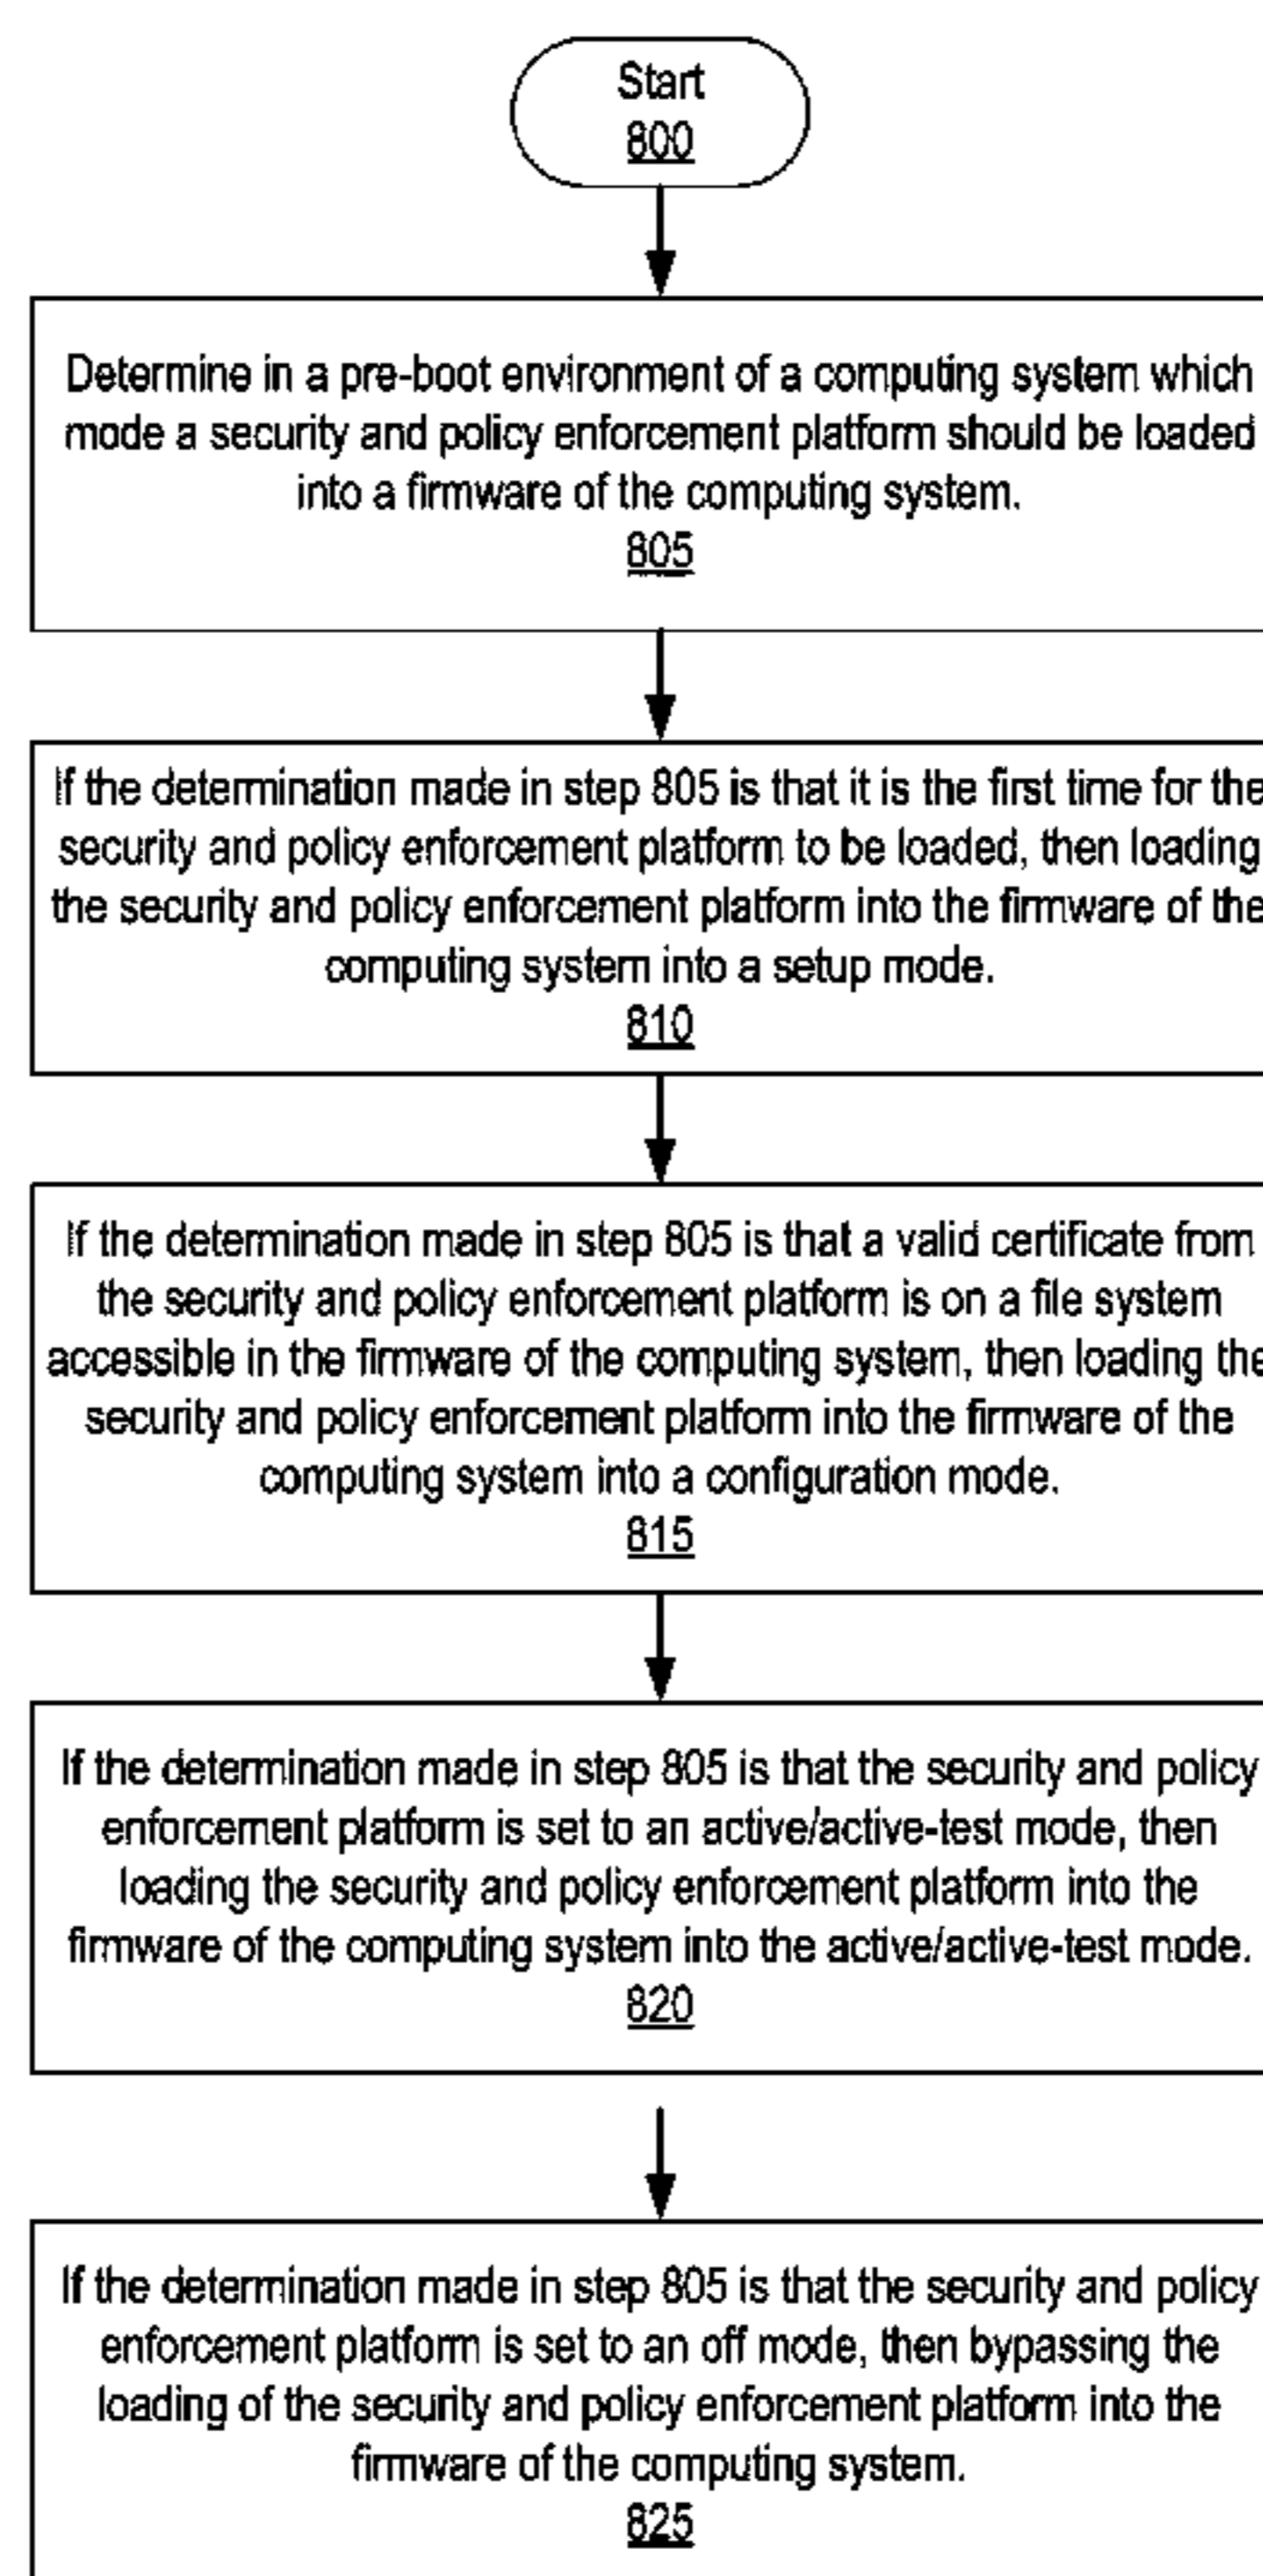 Start
800
Determine in a pre-boot environment of a computing system which
mode a security and policy enforcement platform should be loaded
into a firmware of the computing system.
805
If the determination made in step 805 is that it is the first time for the
security and policy enforcement platform to be loaded, then loading
the security and policy enforcement platform into the firmware of the
computing system into a setup mode.
810
If the determination made in step 805 is that a valid certificate from
the security and policy enforcement platform is on a file system
accessible in the firmware of the computing system, then loading the
security and policy enforcement platform into the firmware of the
computing system into a configuration mode.
815
If the determination made in step 805 is that the security and policy
enforcement platform is set to an active/active-test mode, then
loading the security and policy enforcement platform into the
firmware of the computing system into the active/active-test mode.
820
If the determination made in step 805 is that the security and policy
enforcement platform is set to an off mode, then bypassing the
loading of the security and policy enforcement platform into the
firmware of the computing system.
825